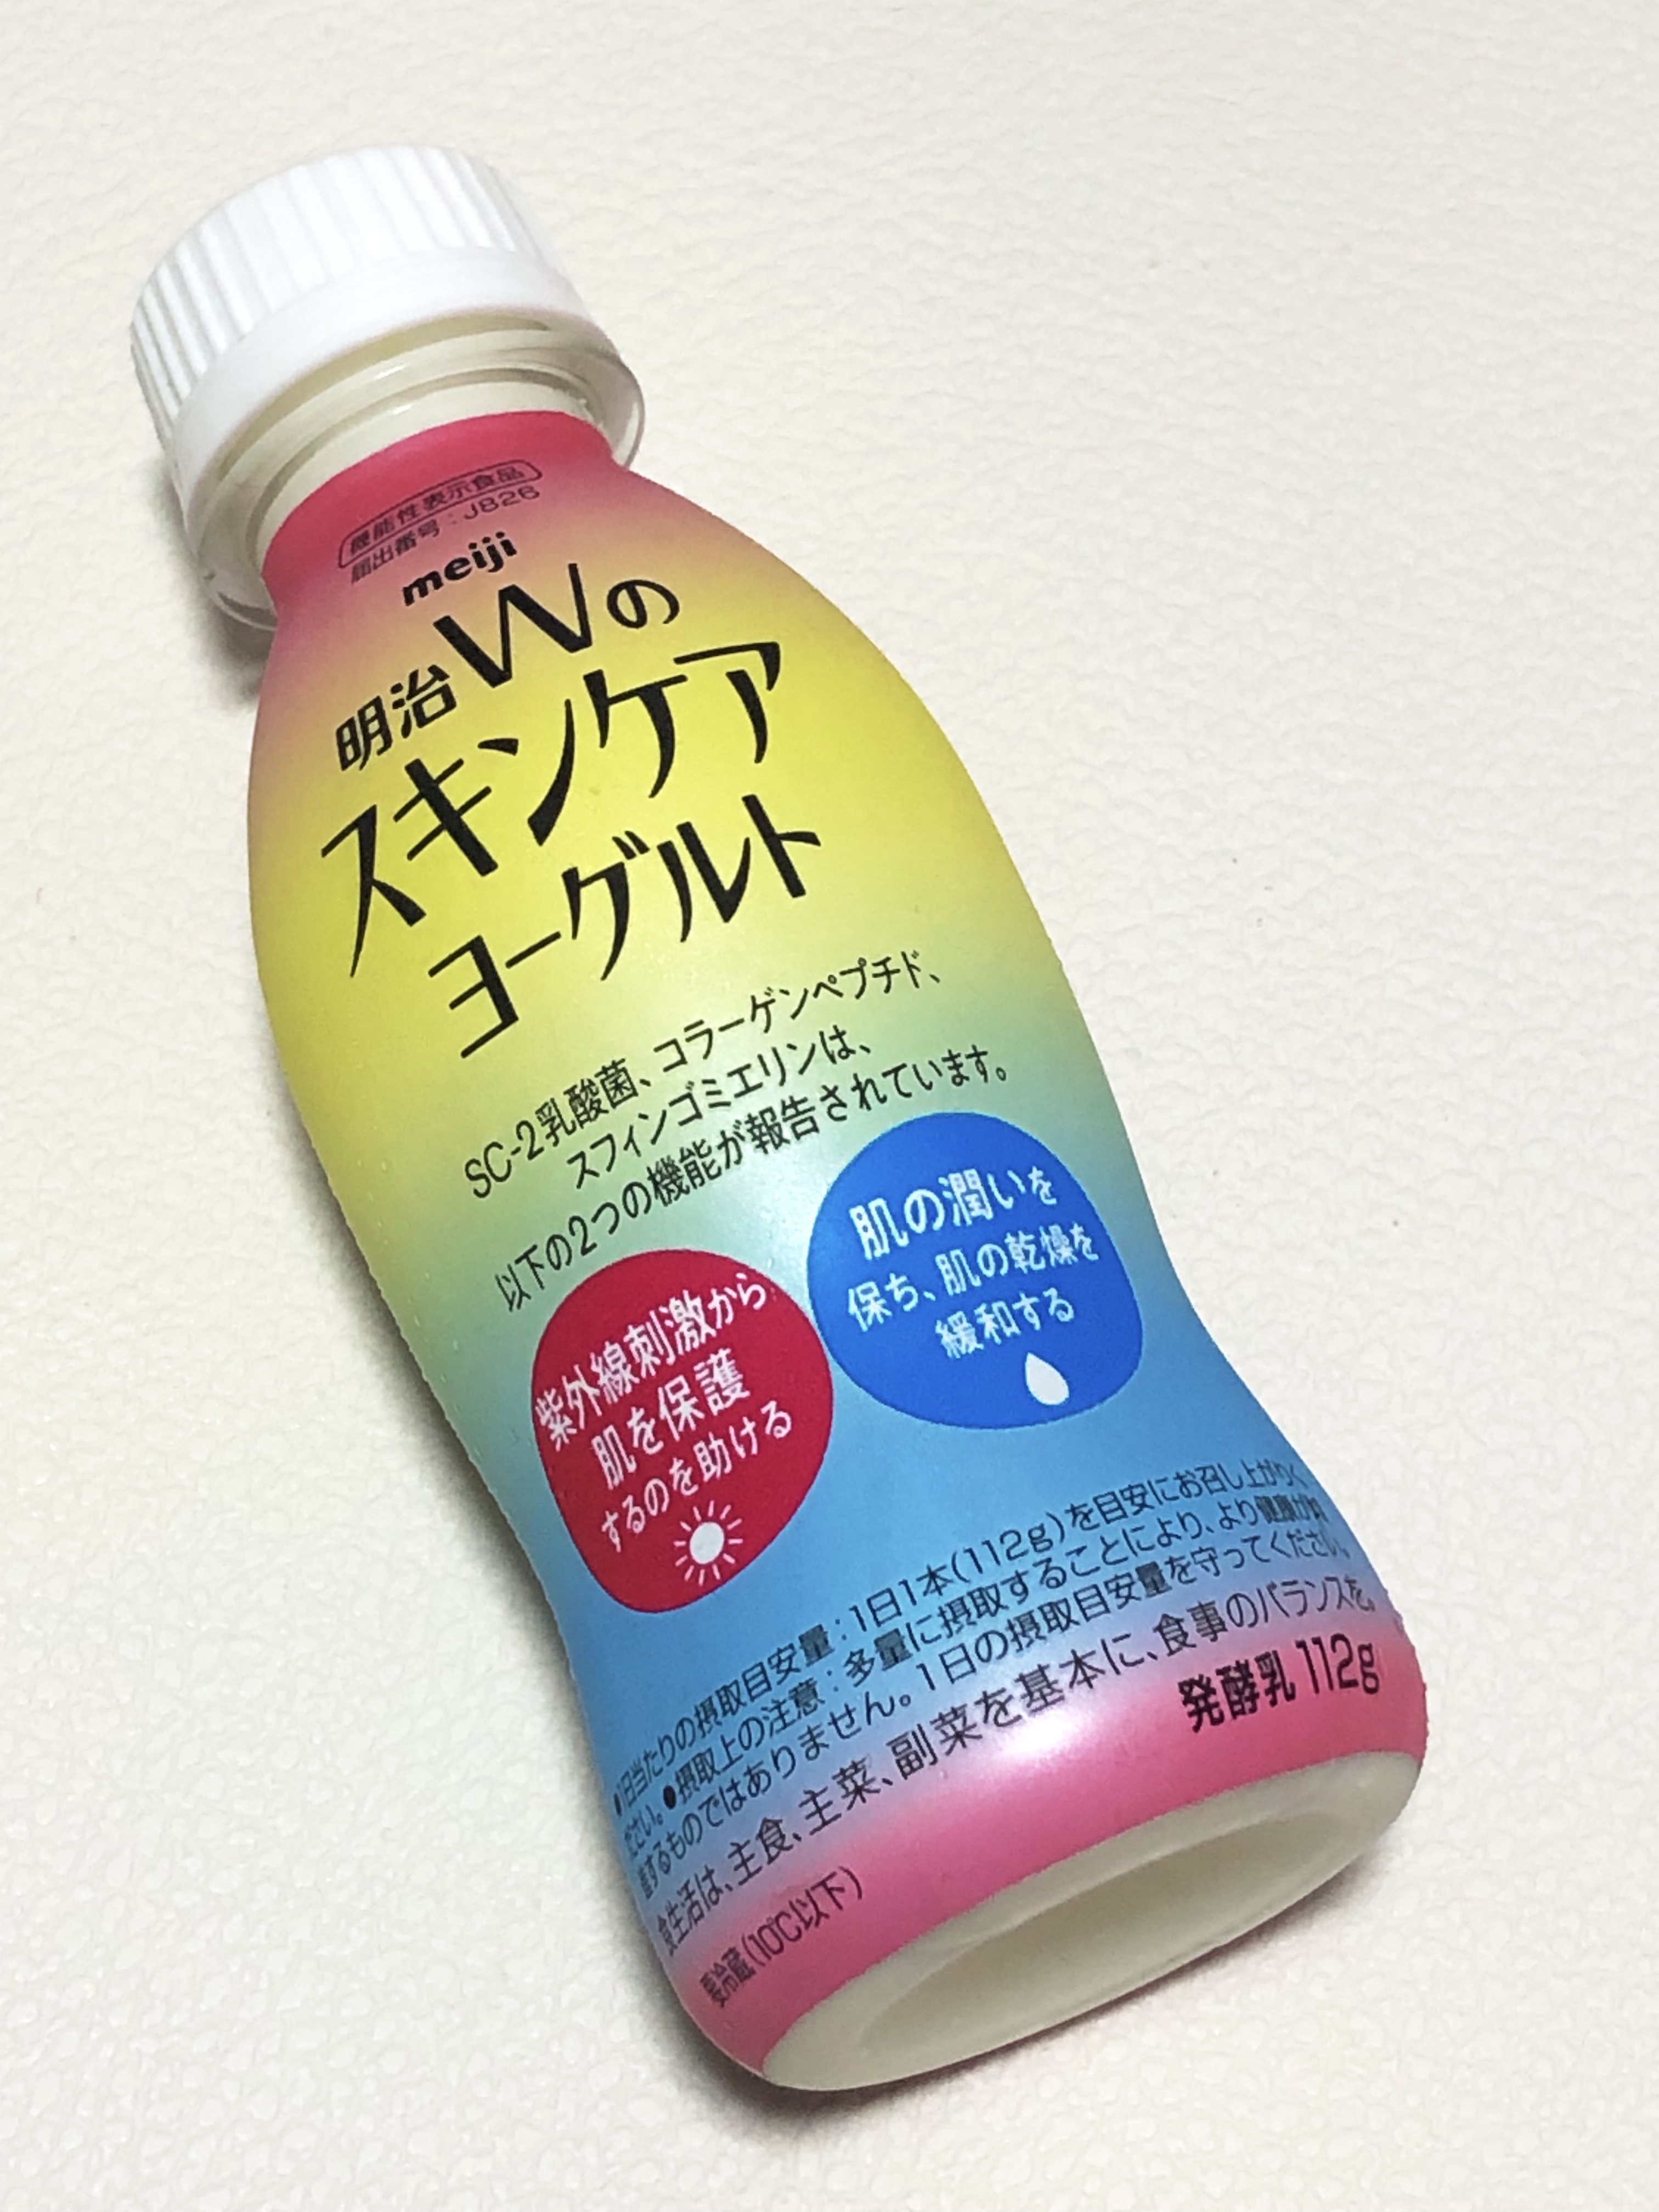 機能性表示食品
届出番号：J826
meiji
明治Wの
スキンケア
ヨーグルト
SC-2乳酸菌、コラーゲンペプチド、
スフィンゴミエリンは、
以下の2つの機能が報告されています。
紫外線刺激から
肌を保護
するのを助ける
肌の潤いを
保ち、肌の乾燥を
緩和する
●1日当たりの摂取目安量：1日1本(112g)を目安にお召し上がりく
ださい。●摂取上の注意：多量に摂取することにより、より健康が増
進するものではありません。1日の摂取目安量を守ってください。
食生活は、主食、主菜、副菜を基本に、食事のバランスを。
要冷蔵(10℃以下)
発酵乳 112g